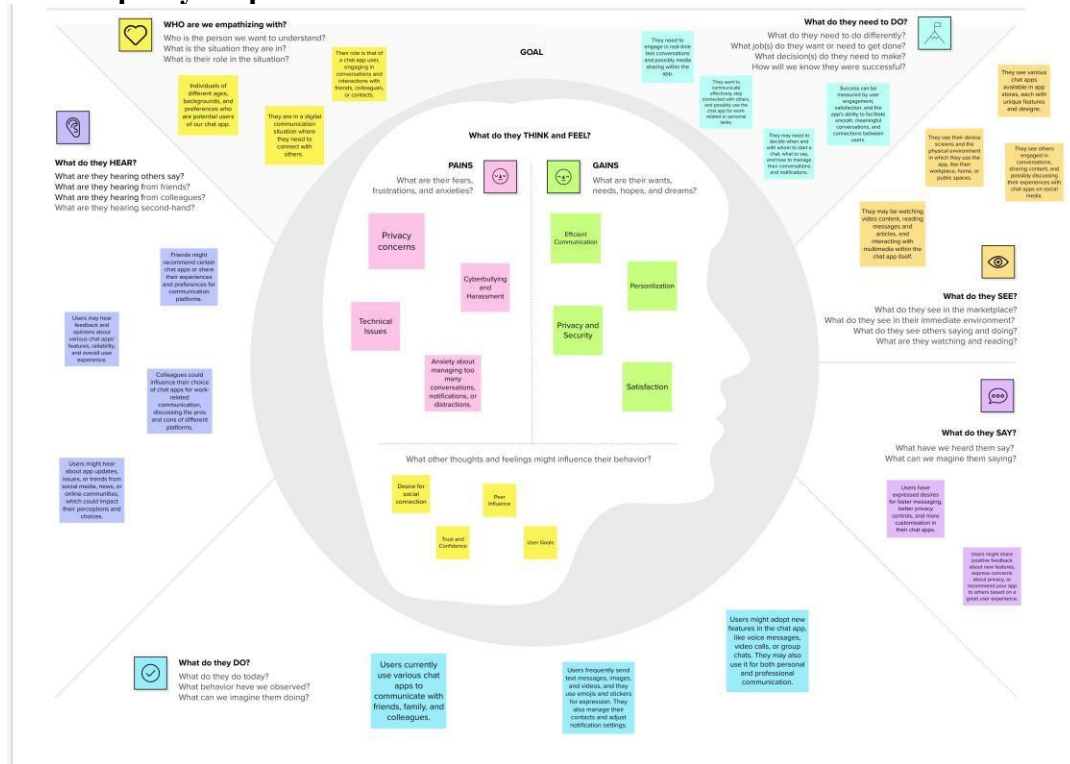 WHO are we empathizing with?
Who is the person we want to understand?
What is the situation they are in?
What is their role in the situation?
Individuals of
different ages,
backgrounds, and
preferences who
are potential users
of our chat app.
They are in a digital
communication
situation where
they need to
connect with
others.
Their role is that of
a chat app user,
engaging in
conversations and
interactions with
friends, colleagues,
or contacts.
GOAL
What do they need to DO?
What do they need to do differently?
What job(s) do they want or need to get done?
What decision(s) do they need to make?
How will we know they were successful?
They need to
engage in real-time
text conversations
and possibly media
sharing within the
app.
They want to
communicate
effectively, stay
connected with others,
and possibly use the
chat app for work-
related or personal
tasks.
They may need to
decide when and
with whom to start a
chat, what to say,
and how to manage
their conversations
and notifications.
Success can be
measured by user
engagement,
satisfaction, and the
app's ability to facilitate
smooth, meaningful
conversations, and
connections between
users.
They see various
chat apps
available in app
stores, each with
unique features
and designs.
They see their device
screens and the
physical environment
in which they use the
app, like their
workplace, home, or
public spaces.
They see others
engaged in
conversations,
sharing content, and
possibly discussing
their experiences with
chat apps on social
media.
They may be watching
video content, reading
messages and
articles, and
interacting with
multimedia within the
chat app itself.
What do they SEE?
What do they see in the marketplace?
What do they see in their immediate environment?
What do they see others saying and doing?
What are they watching and reading?
What do they HEAR?
What are they hearing others say?
What are they hearing from friends?
What are they hearing from colleagues?
What are they hearing second-hand?
Friends might
recommend certain
chat apps or share
their experiences
and preferences for
communication
platforms.
Users may hear
feedback and
opinions about
various chat apps'
features, reliability,
and overall user
experience.
Colleagues could
influence their choice
of chat apps for work-
related
communication,
discussing the pros
and cons of different
platforms.
Users might hear
about app updates,
issues, or trends from
social media, news, or
online communities,
which could impact
their perceptions and
choices.
What do they THINK and FEEL?
PAINS
What are their fears,
frustrations, and anxieties?
Privacy
concerns
Cyberbullying
and
Harassment
Technical
Issues
Anxiety about
managing too
many
conversations,
notifications, or
distractions.
GAINS
What are their wants,
needs, hopes, and dreams?
Efficient
Communication
Personlization
Privacy and
Security
Satisfaction
What other thoughts and feelings might influence their behavior?
Desire for
social
connection
Peer
Influence
Trust and
Confidence
User Goals
What do they SAY?
What have we heard them say?
What can we magine them saying?
Users have
expressed desires
for faster messaging,
better privacy
controls, and more
customization in
their chat apps.
Users might share
positive feedback
about new features,
express concerns
about privacy, or
recommend your app
to others based on a
great user experience.
What do they DO?
What do they do today?
What behavior have we observed?
What can we imagine them doing?
Users currently
use various chat
apps to
communicate with
friends, family, and
colleagues.
Users frequently send
text messages, images,
and videos, and they
use emojis and stickers
for expression. They
also manage their
contacts and adjust
notification settings.
Users might adopt new
features in the chat app,
like voice messages,
video calls, or group
chats. They may also
use it for both personal
and professional
communication.